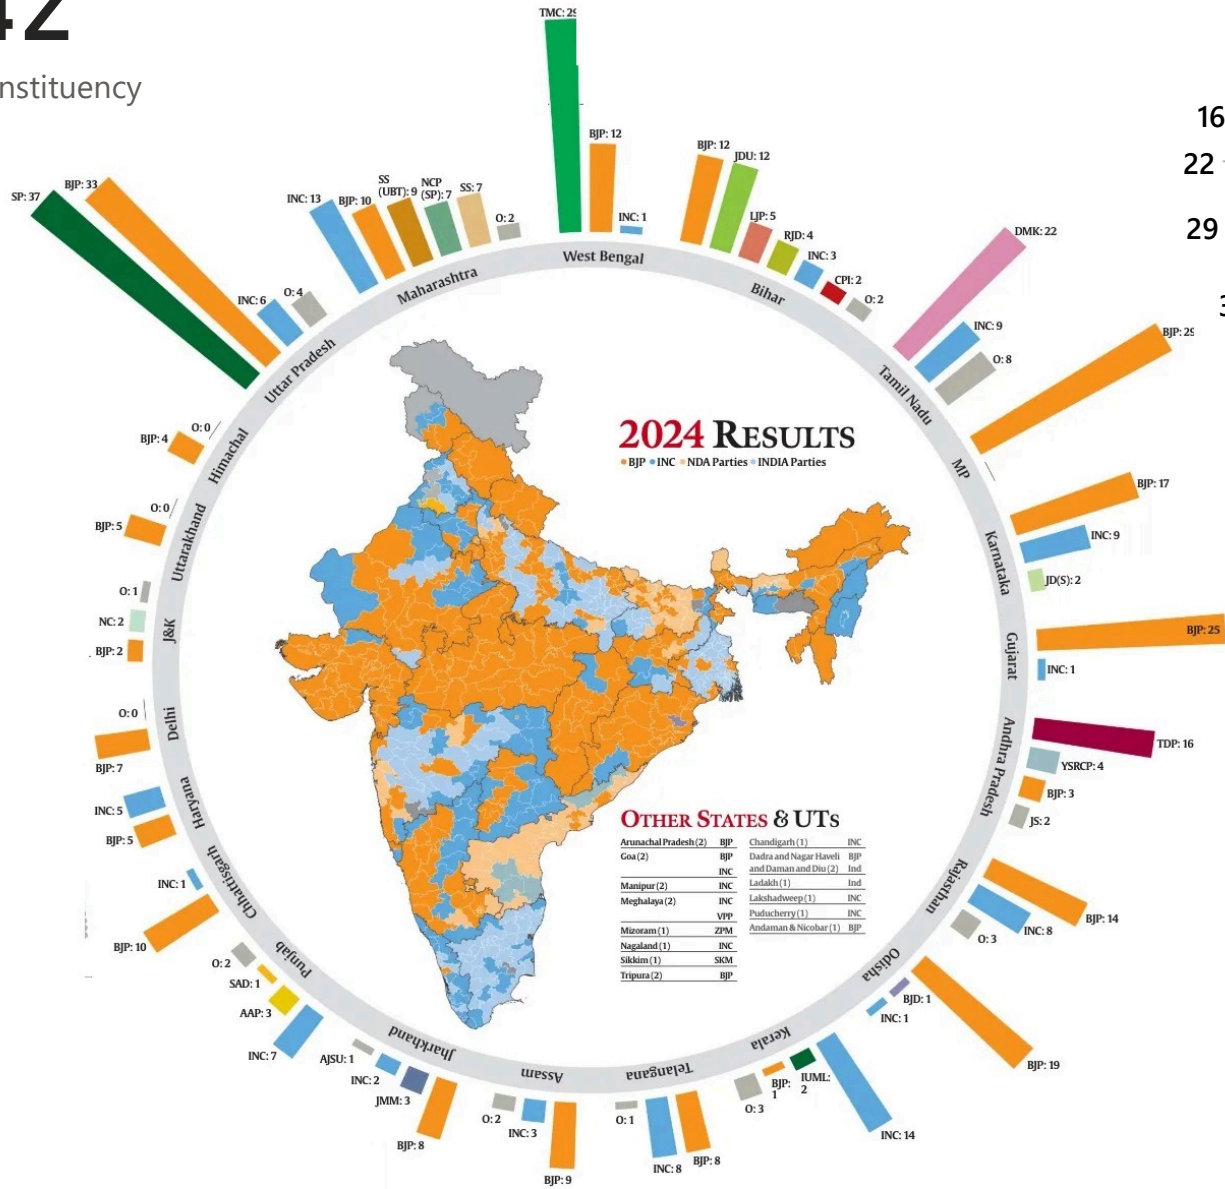 42
nstituency
16
22
29
3
TMC: 29
BJP: 12
INC: 1
West Bengal
BJP: 12
JDU: 12
LJP: 5
RJD: 4
INC: 3
CPI: 2
O: 2
Bihar
DMK: 22
INC: 9
O: 8
Tamil Nadu
BJP: 29
MP
BJP: 17
INC: 9
JD(S): 2
Karnataka
BJP: 25
INC: 1
Gujarat
TDP: 16
YSRCP: 4
BJP: 3
JS: 2
Andhra Pradesh
BJP: 14
INC: 8
O: 3
Rajasthan
BJP: 19
BJD: 1
INC: 1
Odisha
INC: 14
IUML:
2
BJP:
1
O: 3
Kerala
BJP: 8
INC: 8
O: 1
Telangana
BJP: 9
INC: 3
O: 2
Assam
BJP: 8
JMM: 3
INC: 2
AJSU: 1
Jharkhand
INC: 7
AAP: 3
SAD: 1
O: 2
Punjab
BJP: 10
INC: 1
Chhattisgarh
BJP: 5
INC: 5
Haryana
BJP: 7
O: 0
Delhi
BJP: 2
NC: 2
O: 1
J&K
BJP: 5
O: 0
Uttarakhand
BJP: 4
O: 0
Himachal
SP: 37
BJP: 33
INC: 6
O: 4
Uttar Pradesh
INC: 13
BJP: 10
SS
(UBT): 9
NCP
(SP): 7
SS: 7
O: 2
Maharashtra
2024 RESULTS
BJP INC NDA Parties INDIA Parties
OTHER STATES & UTs
Arunachal Pradesh (2) BJP
Goa (2) BJP
INC
Manipur (2) INC
Meghalaya (2) INC
VPP
Mizoram (1) ZPM
Nagaland (1) INC
Sikkim (1) SKM
Tripura (2) BJP
Chandigarh (1) INC
Dadra and Nagar Haveli BJP
and Daman and Diu (2) Ind
Ladakh (1) Ind
Lakshadweep (1) INC
Puducherry (1) INC
Andaman & Nicobar (1) BJP